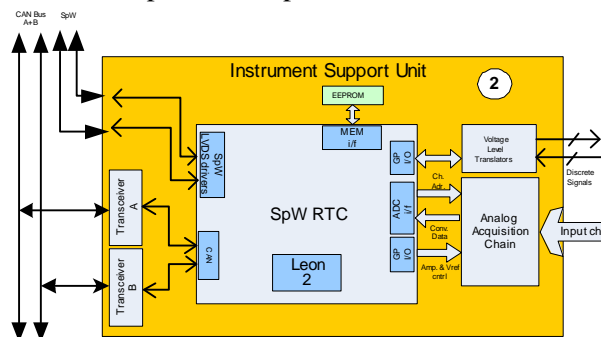 CAN Bus
A+B
SpW
Instrument Support Unit
2
EEPROM
MEM
i/f
SpW
LVDS drivers
GP
I/O
Voltage
Level
Translators
Discrete
Signals
Ch.
Adr.
Transceiver
A
SpW RTC
ADC
i/f
Conv.
Data
Analog
Acquisition
Chain
Input ch
CAN
GP
I/O
Amp. & Vref
cntrl
Leon
2
Transceiver
B